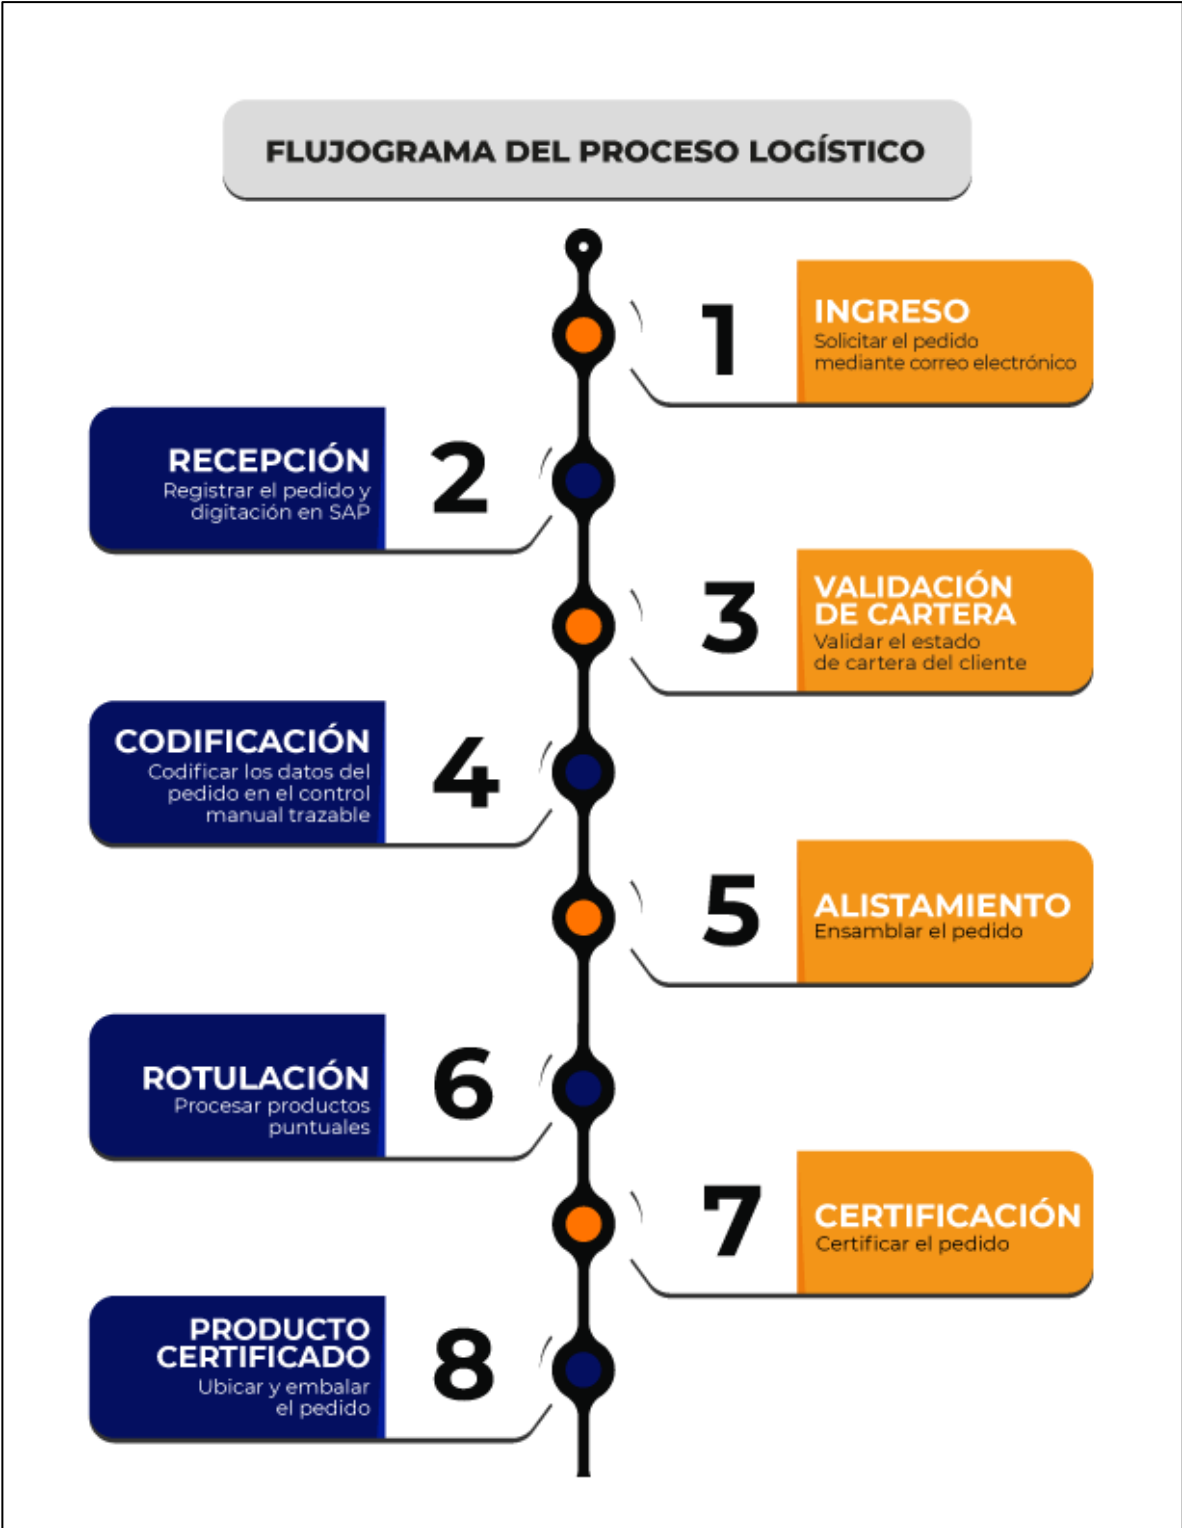 FLUJOGRAMA DEL PROCESO LOGÍSTICO
1
INGRESO
Solicitar el pedido
mediante correo electrónico
2
RECEPCIÓN
Registrar el pedido y
digitación en SAP
3
VALIDACIÓN
DE CARTERA
Validar el estado
de cartera del cliente
4
CODIFICACIÓN
Codificar los datos del
pedido en el control
manual trazable
5
ALISTAMIENTO
Ensamblar el pedido
6
ROTULACIÓN
Procesar productos
puntuales
7
CERTIFICACIÓN
Certificar el pedido
8
PRODUCTO
CERTIFICADO
Ubicar y embalar
el pedido